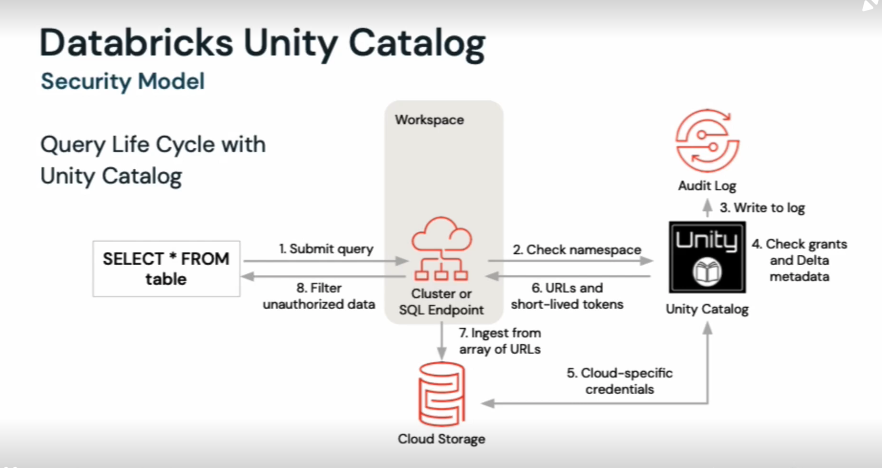 Databricks Unity Catalog
Security Model
Query Life Cycle with
Unity Catalog
Workspace
Audit Log
3. Write to log
SELECT * FROM
table
1. Submit query
8. Filter
unauthorized data
Cluster or
SQL Endpoint
2. Check namespace
6. URLs and
short-lived tokens
Unity
Unity Catalog
4. Check grants
and Delta
metadata
7. Ingest from
array of URLs
5. Cloud-specific
credentials
Cloud Storage